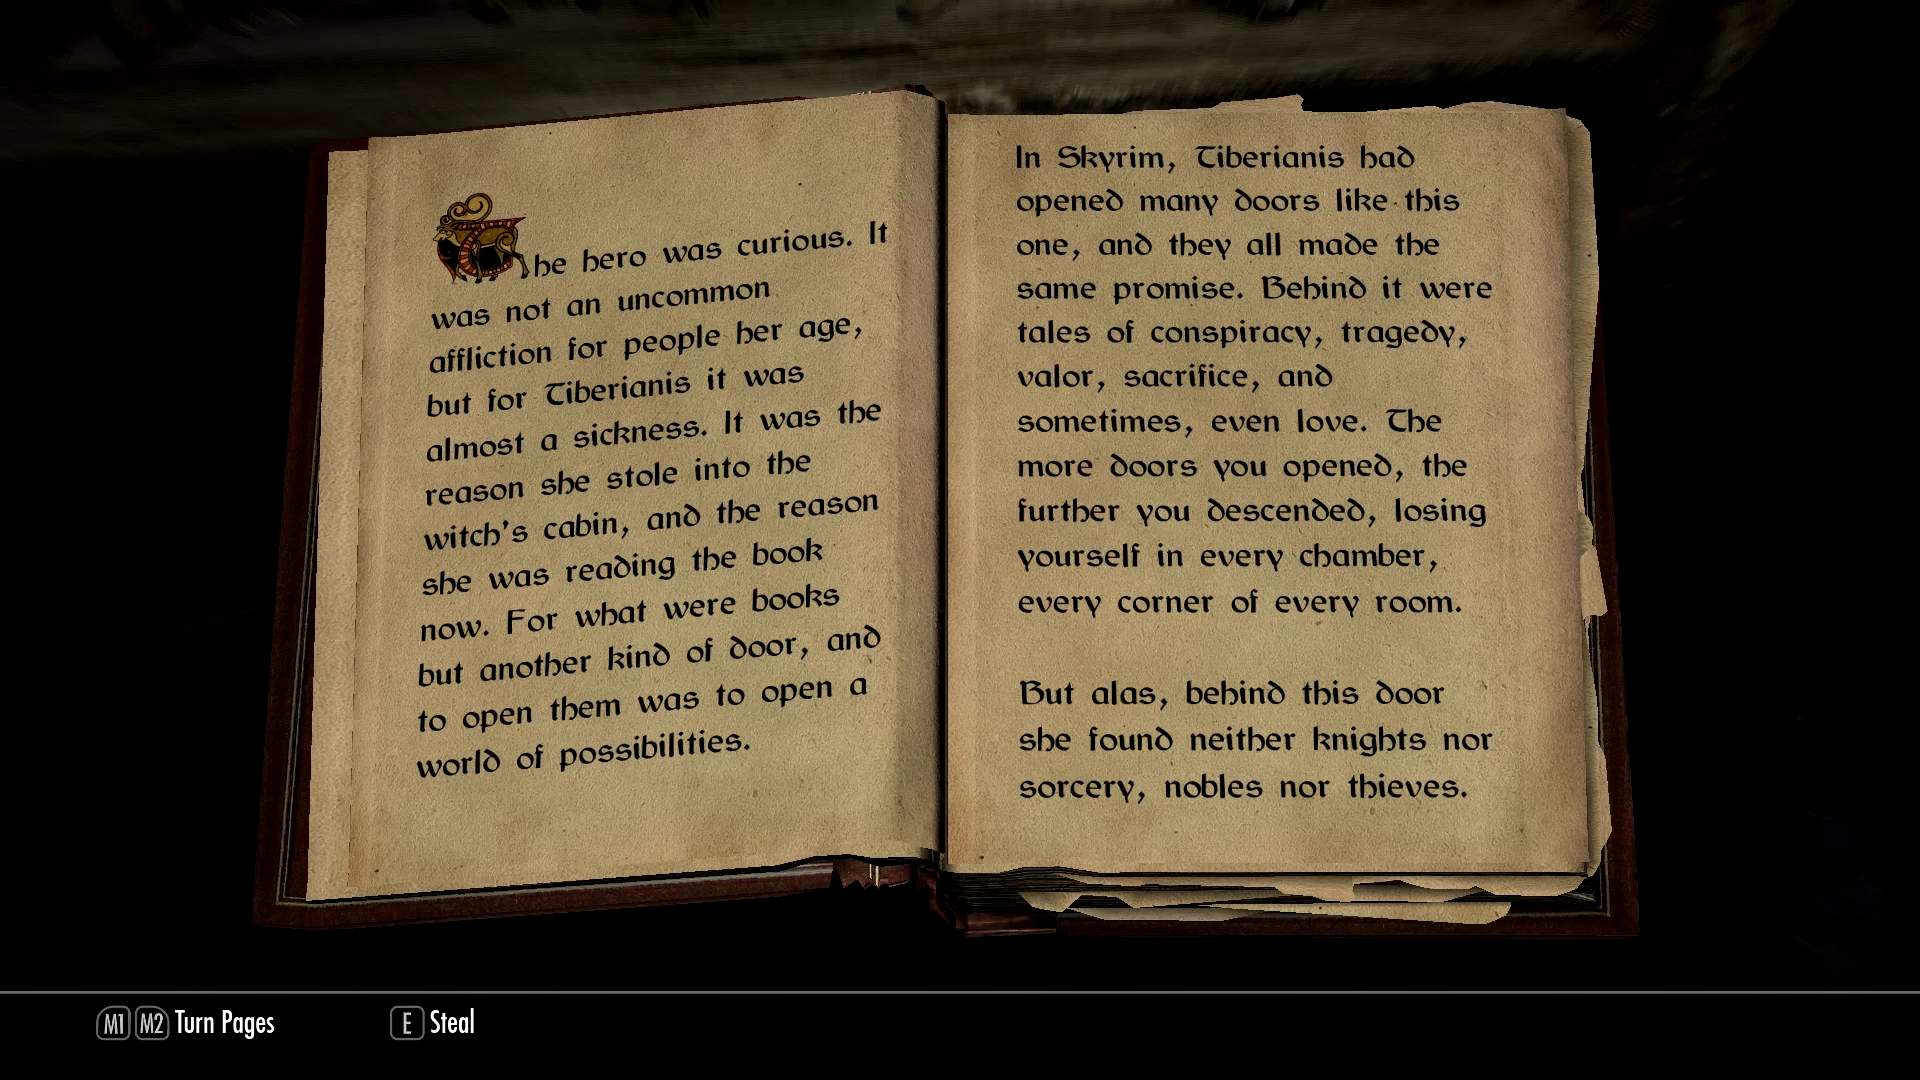 The hero was curious. It
was not an uncommon
affliction for people her age,
but for Tiberianis it was
almost a sickness. It was the
reason she stole into the
witch's cabin, and the reason
she was reading the book
now. For what were books
but another kind of door, and
to open them was to open a
world of possibilities.
In Skyrim, Tiberianis had
opened many doors like this
one, and they all made the
same promise. Behind it were
tales of conspiracy, tragedy,
valor, sacrifice, and
sometimes, even love. The
more doors you opened, the
further you descended, losing
yourself in every chamber,
every corner of every room.
But alas, behind this door
she found neither knights nor
sorcery, nobles nor thieves.
M1 M2 Turn Pages
E Steal